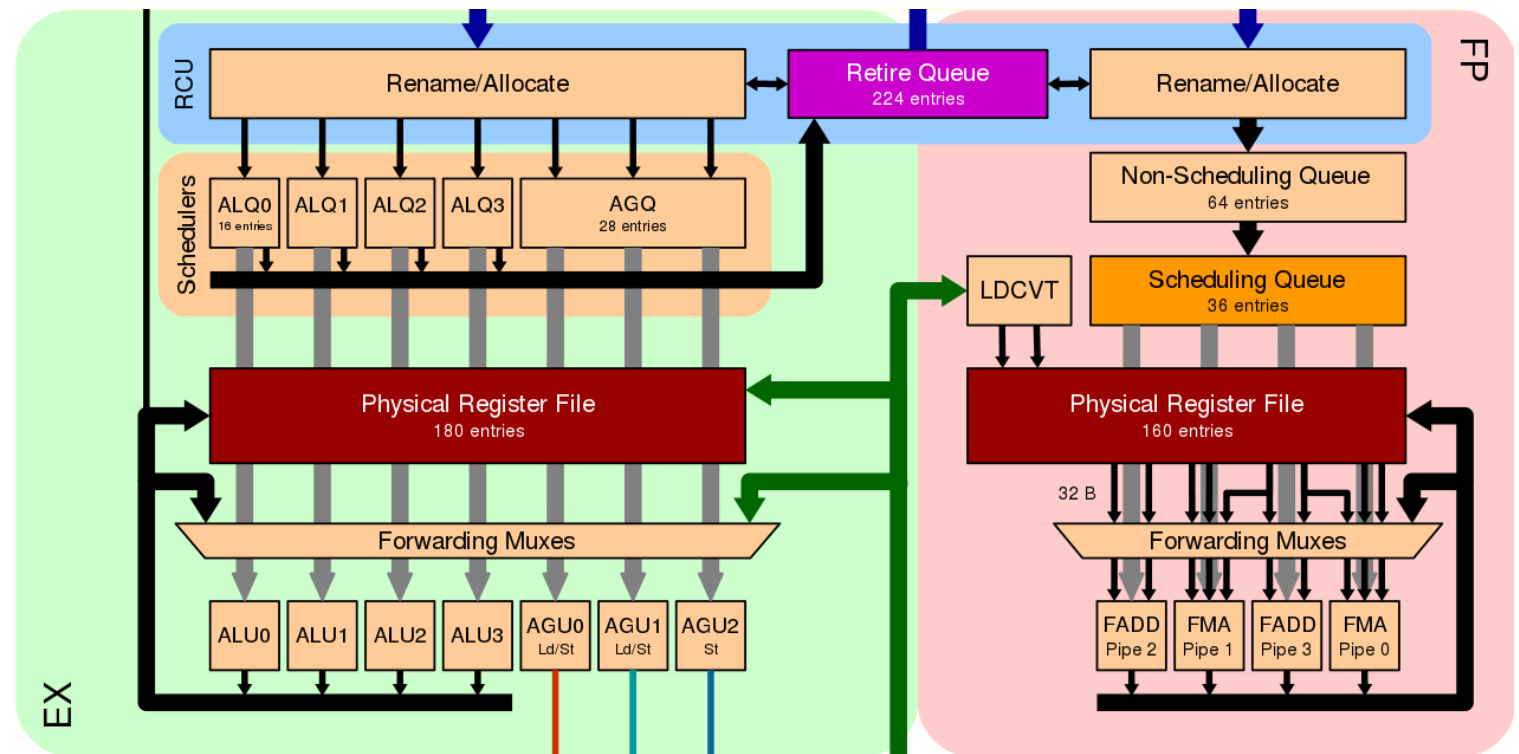 RCU
Rename/Allocate
Retire Queue
224 entries
Rename/Allocate
FP
Schedulers
ALQ0
16 entries
ALQ1
ALQ2
ALQ3
AGQ
28 entries
Non-Scheduling Queue
64 entries
LDCVT
Scheduling Queue
36 entries
Physical Register File
180 entries
Physical Register File
160 entries
32 B
Forwarding Muxes
Forwarding Muxes
ALU0
ALU1
ALU2
ALU3
AGU0
Ld/St
AGU1
Ld/St
AGU2
St
FADD
Pipe 2
FMA
Pipe 1
FADD
Pipe 3
FMA
Pipe 0
EX